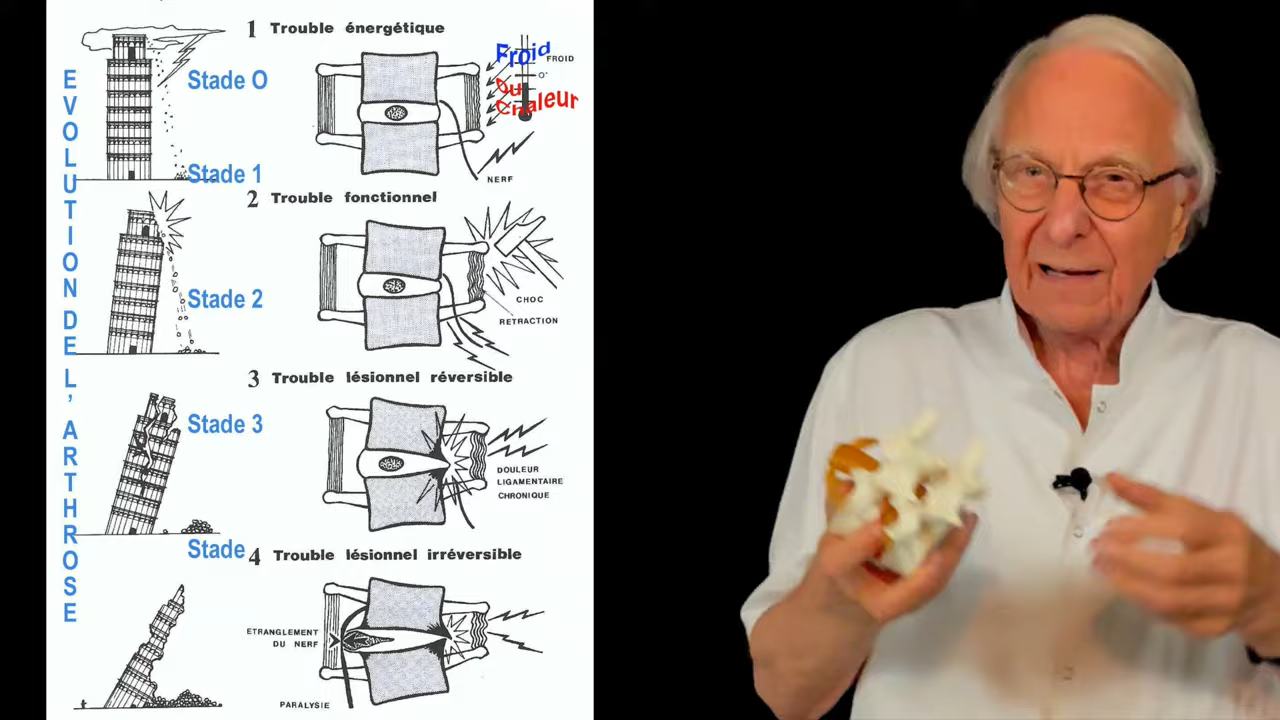 EVOLUTION DE L'ARTHROSE
1 Trouble énergétique
Stade O
Froid
FROID
0°
Ou
Chaleur
NERF
Stade 1
2 Trouble fonctionnel
Stade 2
CHOC
RETRACTION
3 Trouble lésionnel réversible
Stade 3
DOULEUR
LIGAMENTAIRE
CHRONIQUE
Stade 4 Trouble lésionnel irréversible
ETRANGLEMENT
DU NERF
PARALYSIE